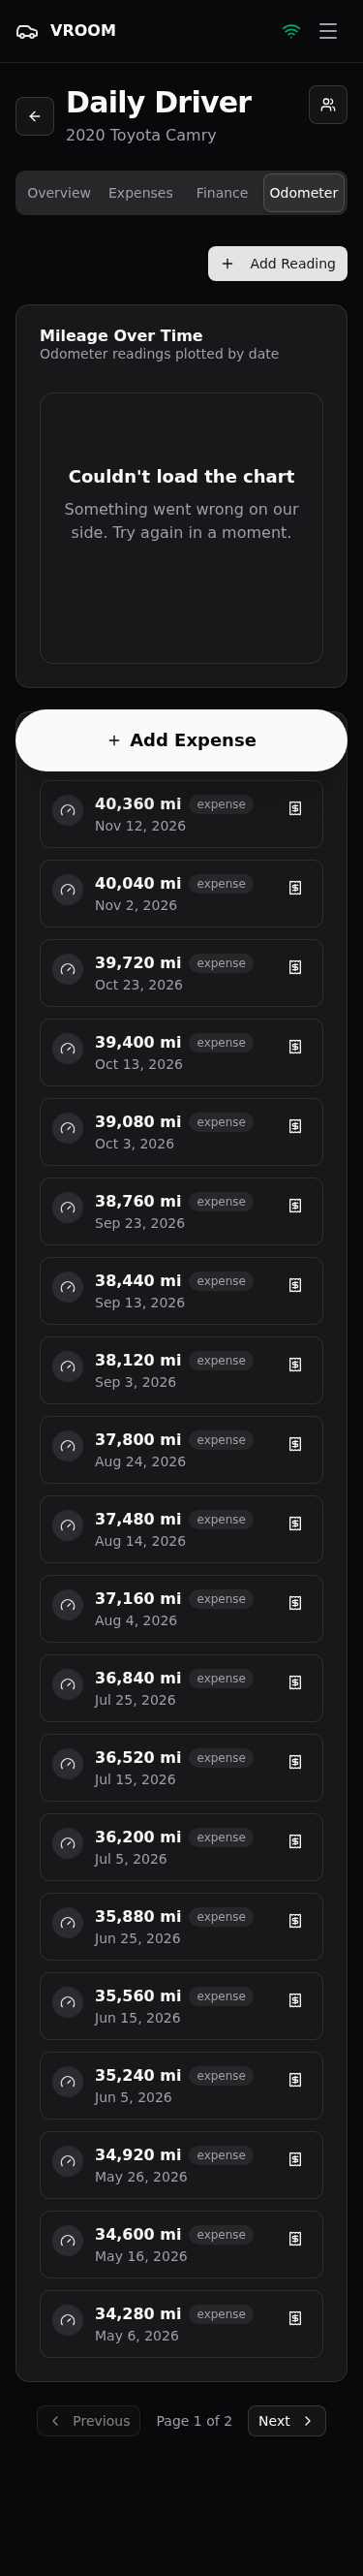 VROOM
Daily Driver
2020 Toyota Camry
Overview Expenses Finance Odometer
+ Add Reading
Mileage Over Time
Odometer readings plotted by date
Couldn't load the chart
Something went wrong on our
side. Try again in a moment.
+ Add Expense
40,360 mi expense
Nov 12, 2026
40,040 mi expense
Nov 2, 2026
39,720 mi expense
Oct 23, 2026
39,400 mi expense
Oct 13, 2026
39,080 mi expense
Oct 3, 2026
38,760 mi expense
Sep 23, 2026
38,440 mi expense
Sep 13, 2026
38,120 mi expense
Sep 3, 2026
37,800 mi expense
Aug 24, 2026
37,480 mi expense
Aug 14, 2026
37,160 mi expense
Aug 4, 2026
36,840 mi expense
Jul 25, 2026
36,520 mi expense
Jul 15, 2026
36,200 mi expense
Jul 5, 2026
35,880 mi expense
Jun 25, 2026
35,560 mi expense
Jun 15, 2026
35,240 mi expense
Jun 5, 2026
34,920 mi expense
May 26, 2026
34,600 mi expense
May 16, 2026
34,280 mi expense
May 6, 2026
Previous Page 1 of 2 Next